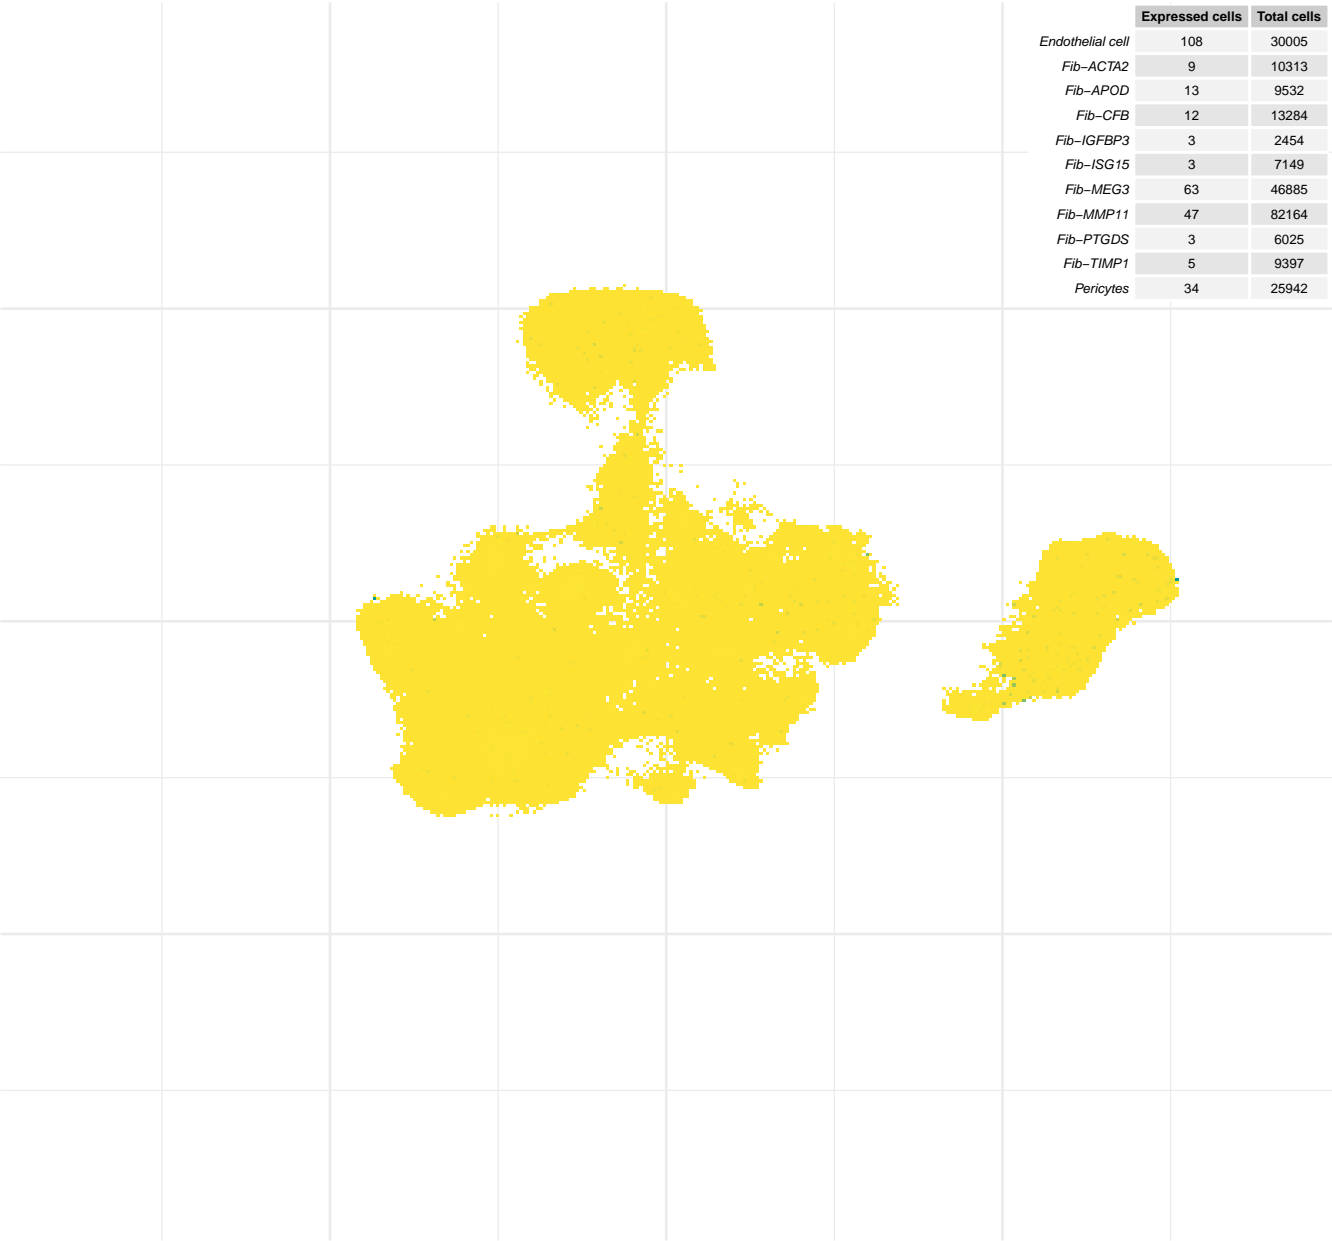 Expressed cells Total cells
Endothelial cell 108 30005
Fib−ACTA2 9 10313
Fib−APOD 13 9532
Fib−CFB 12 13284
Fib−IGFBP3 3 2454
Fib−ISG15 3 7149
Fib−MEG3 63 46885
Fib−MMP11 47 82164
Fib−PTGDS 3 6025
Fib−TIMP1 5 9397
Pericytes 34 25942